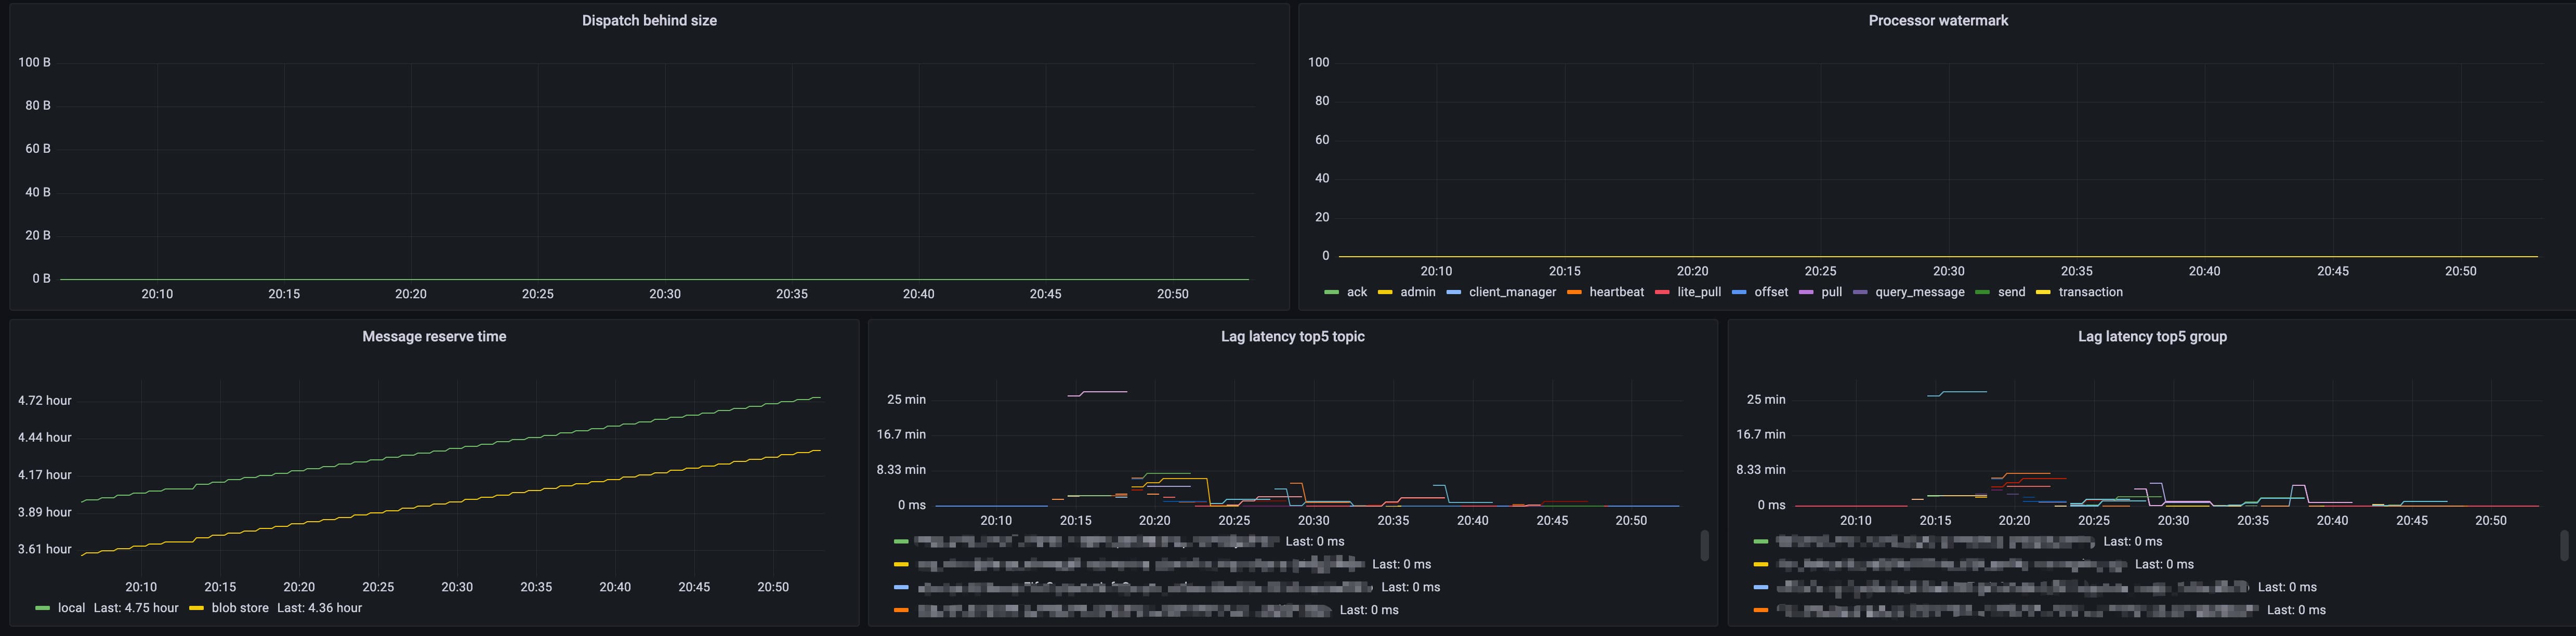 Dispatch behind size
100 B
80 B
60 B
40 B
20 B
0 B
20:10 20:15 20:20 20:25 20:30 20:35 20:40 20:45 20:50
Processor watermark
100
80
60
40
20
0
20:10 20:15 20:20 20:25 20:30 20:35 20:40 20:45 20:50
ack admin client_manager heartbeat lite_pull offset pull query_message send transaction
Message reserve time
4.72 hour
4.44 hour
4.17 hour
3.89 hour
3.61 hour
20:10 20:15 20:20 20:25 20:30 20:35 20:40 20:45 20:50
local Last: 4.75 hour blob store Last: 4.36 hour
Lag latency top5 topic
25 min
16.7 min
8.33 min
0 ms
20:10 20:15 20:20 20:25 20:30 20:35 20:40 20:45 20:50
Last: 0 ms
Last: 0 ms
Last: 0 ms
Last: 0 ms
Lag latency top5 group
25 min
16.7 min
8.33 min
0 ms
20:10 20:15 20:20 20:25 20:30 20:35 20:40 20:45 20:50
Last: 0 ms
Last: 0 ms
Last: 0 ms
Last: 0 ms